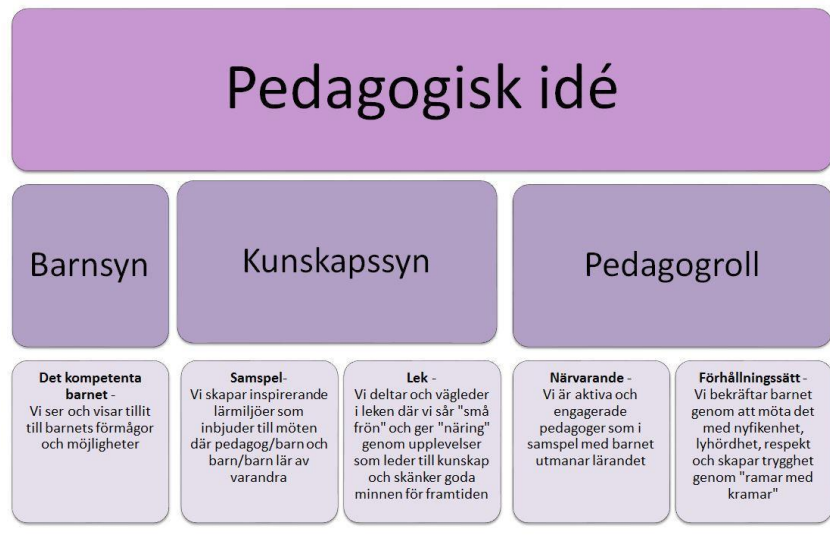 Pedagogisk idé
Barnsyn
Kunskapssyn
Pedagogroll
Det kompetenta
barnet -
Vi ser och visar tillit
till barnets förmågor
och möjligheter
Samspel-
Vi skapar inspirerande
lärmiljöer som
inbjuder till möten
där pedagog/barn och
barn/barn lär av
varandra
Lek -
Vi deltar och vägleder
i leken där vi sår "små
frön" och ger "näring"
genom upplevelser
som leder till kunskap
och skänker goda
minnen för framtiden
Närvarande -
Vi är aktiva och
engagerade
pedagoger som i
samspel med barnet
utmanar lärandet
Förhållningssätt -
Vi bekräftar barnet
genom att möta det
med nyfikenhet,
lyhördhet, respekt
och skapar trygghet
genom "ramar med
kramar"